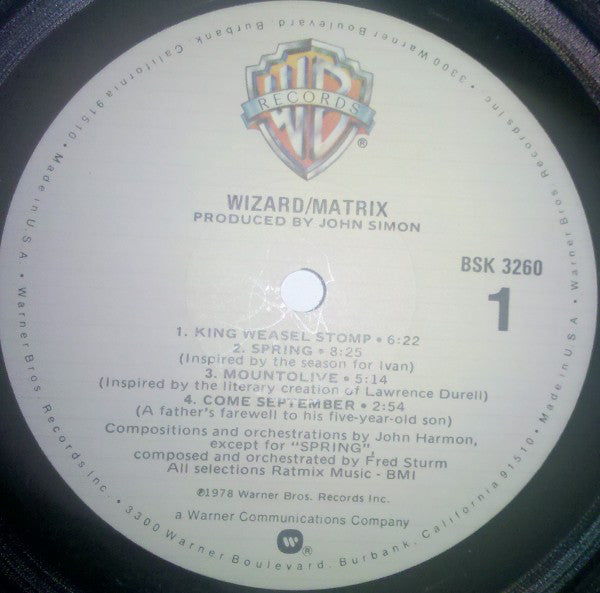 WB
RECORDS
®
WIZARD/MATRIX
PRODUCED BY JOHN SIMON
BSK 3260
1
1. KING WEASEL STOMP • 6:22
2. SPRING • 8:25
(Inspired by the season for Ivan)
3. MOUNTOLIVE • 5:14
(Inspired by the literary creation of Lawrence Durell)
4. COME SEPTEMBER • 2:54
(A father's farewell to his five-year-old son)
Compositions and orchestrations by John Harmon,
except for "SPRING",
composed and orchestrated by Fred Sturm
All selections Ratmix Music - BMI
℗1978 Warner Bros. Records Inc.
a Warner Communications Company
®
Made in U.S.A. • Warner Bros. Records Inc. • 3300 Warner Boulevard, Burbank, California 91510 • Made in U.S.A. • Warner Bros. Records Inc. • 3300 Warner Boulevard, Burbank, California 91510 •